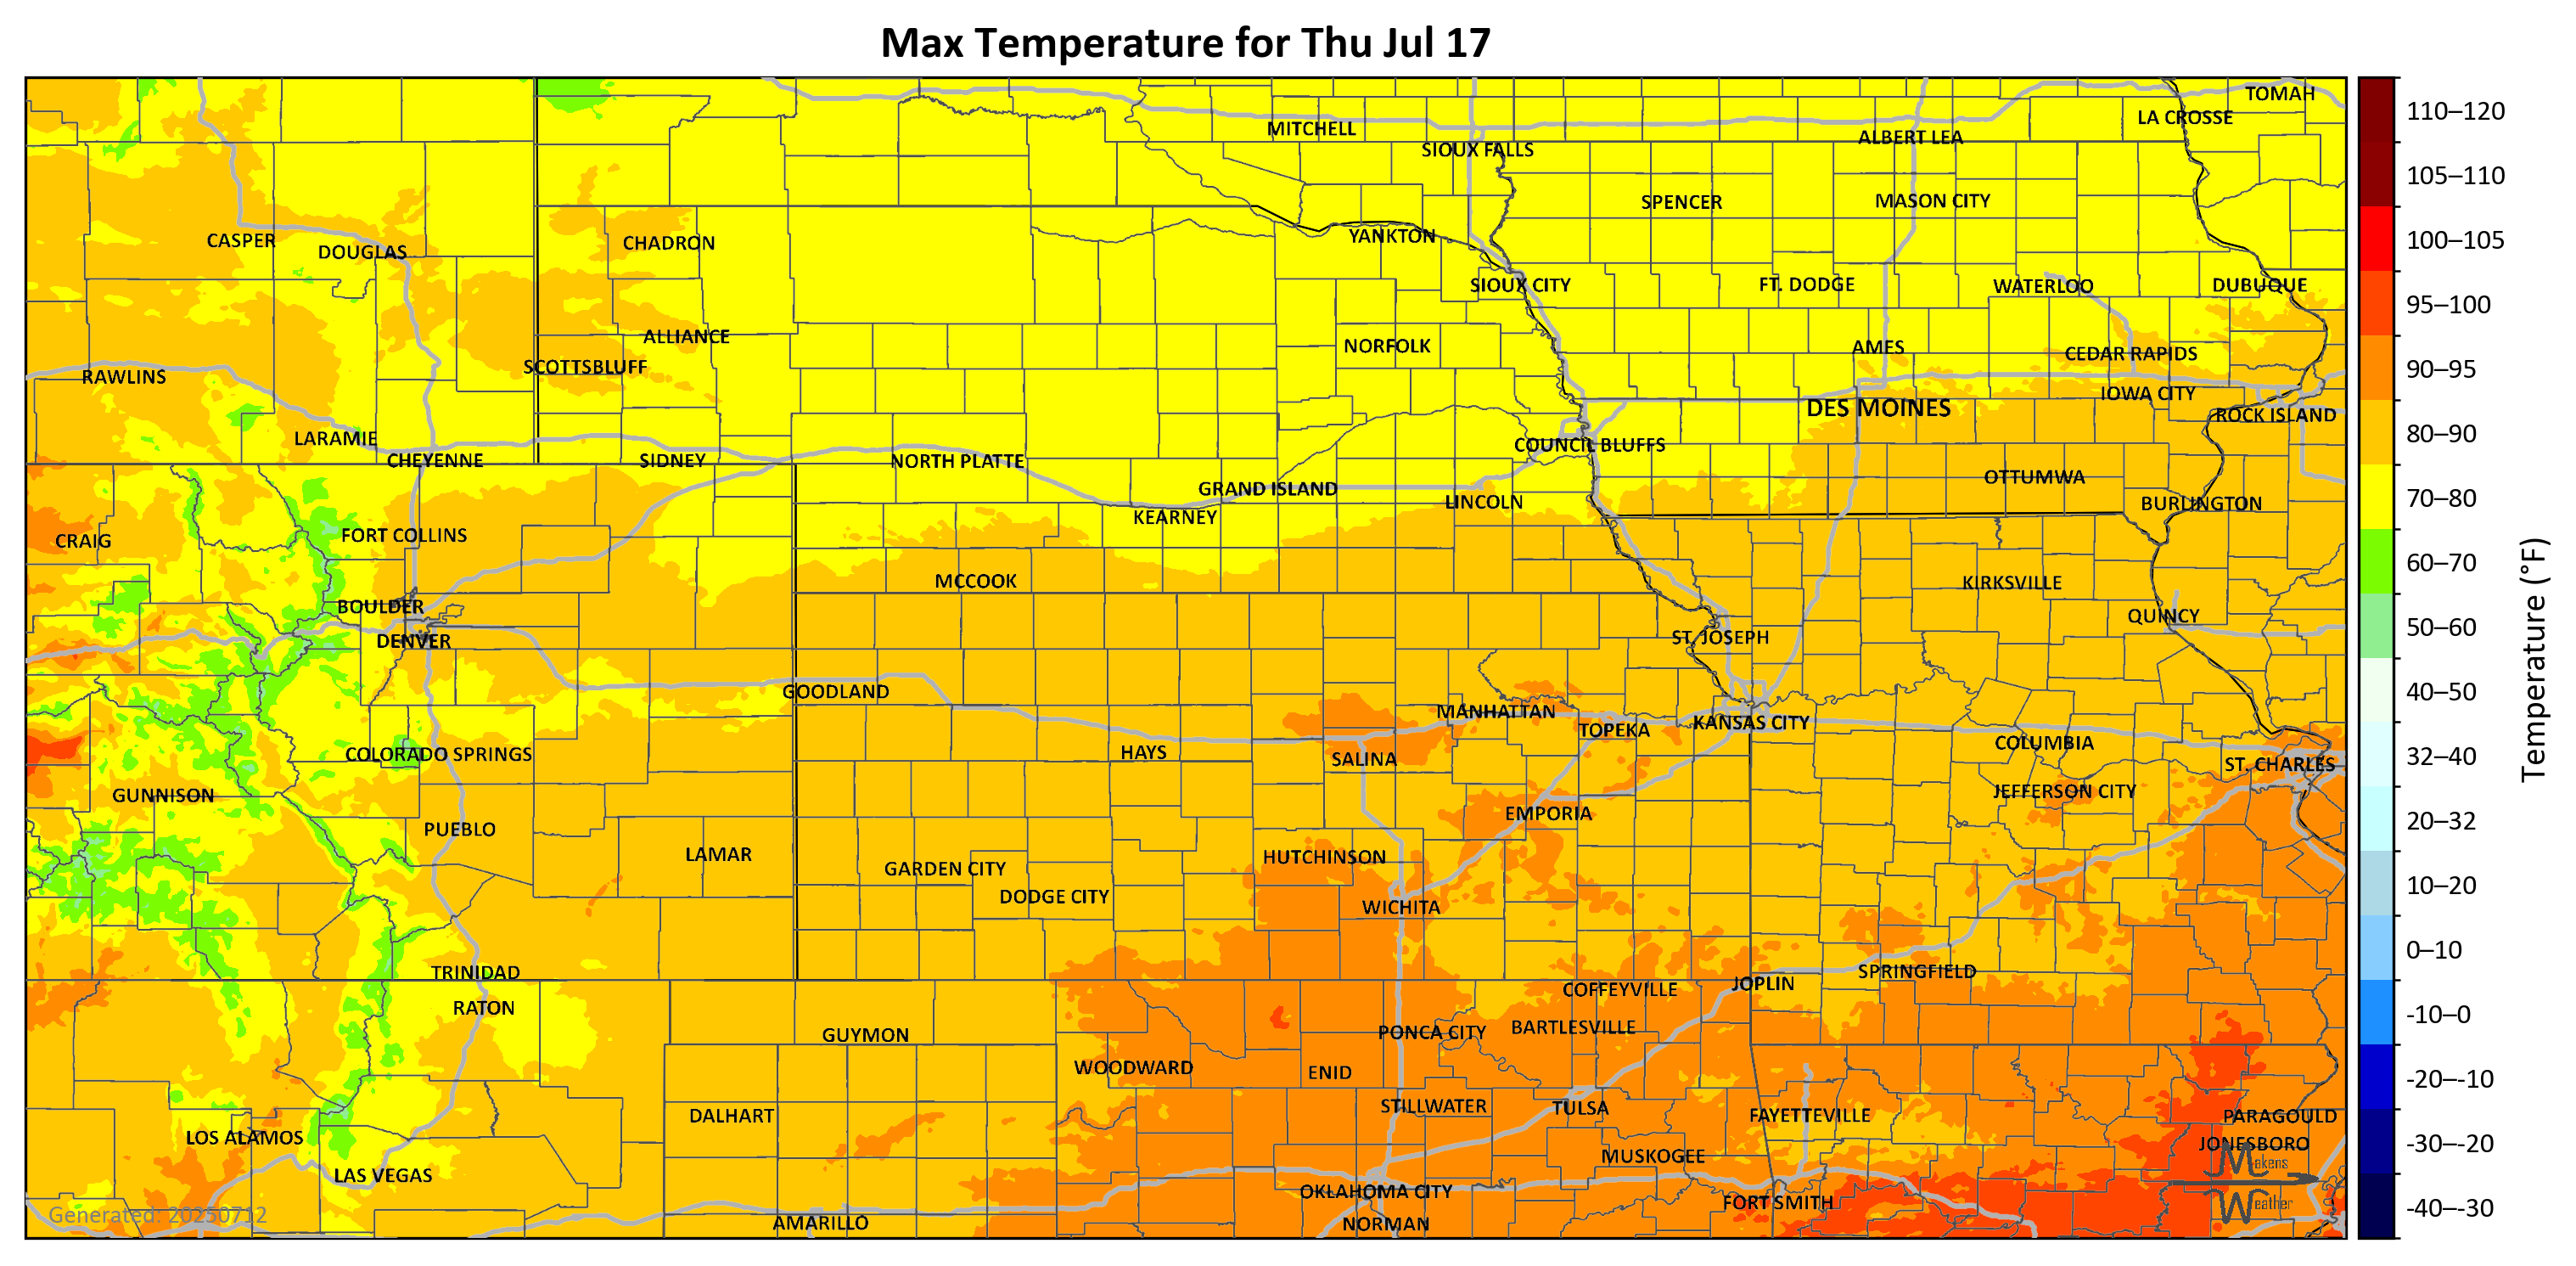 Max Temperature for Thu Jul 17
TOMAH
LA CROSSE
MITCHELL
ALBERT LEA
SIOUX FALLS
SPENCER
MASON CITY
CASPER
DOUGLAS
CHADRON
YANKTON
SIOUX CITY
FT. DODGE
WATERLOO
DUBUQUE
ALLIANCE
NORFOLK
AMES
CEDAR RAPIDS
SCOTTSBLUFF
RAWLINS
IOWA CITY
DES MOINES
ROCK ISLAND
LARAMIE
COUNCIL BLUFFS
CHEYENNE
SIDNEY
NORTH PLATTE
OTTUMWA
GRAND ISLAND
LINCOLN
BURLINGTON
KEARNEY
FORT COLLINS
CRAIG
MCCOOK
KIRKSVILLE
BOULDER
QUINCY
DENVER
ST. JOSEPH
GOODLAND
MANHATTAN
TOPEKA
KANSAS CITY
COLORADO SPRINGS
HAYS
SALINA
COLUMBIA
ST. CHARLES
GUNNISON
JEFFERSON CITY
EMPORIA
PUEBLO
LAMAR
HUTCHINSON
GARDEN CITY
DODGE CITY
WICHITA
TRINIDAD
SPRINGFIELD
JOPLIN
COFFEYVILLE
RATON
GUYMON
PONCA CITY
BARTLESVILLE
WOODWARD
ENID
DALHART
STILLWATER
TULSA
FAYETTEVILLE
PARAGOULD
LOS ALAMOS
JONESBORO
MUSKOGEE
LAS VEGAS
OKLAHOMA CITY
FORT SMITH
AMARILLO
NORMAN
Makens
Weather
Generated: 20250712
110–120
105–110
100–105
95–100
90–95
80–90
70–80
60–70
50–60
40–50
32–40
20–32
10–20
0–10
-10–0
-20–-10
-30–-20
-40–-30
Temperature (°F)